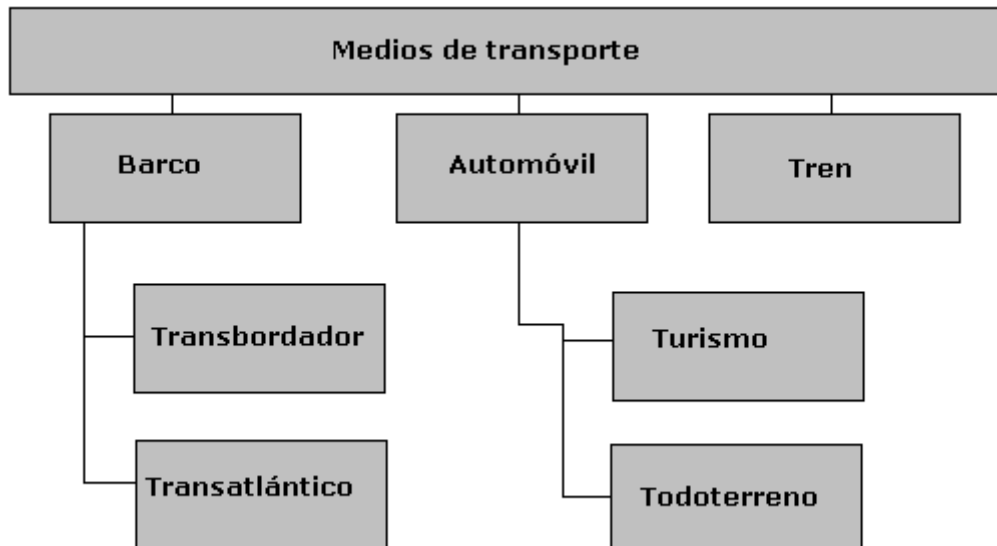 Medios de transporte
Barco
Automóvil
Tren
Transbordador
Turismo
Transatlántico
Todoterreno